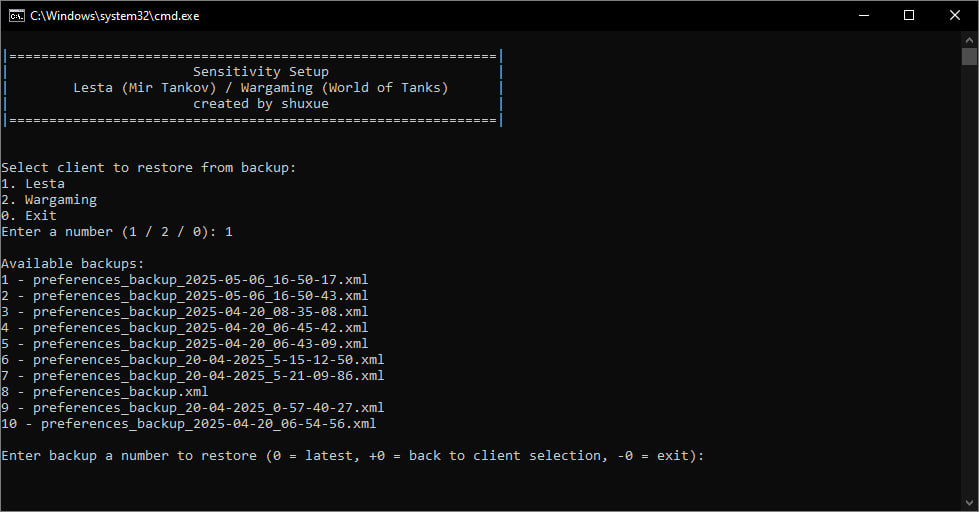 C:\Windows\system32\cmd.exe
|=============================================================|
| Sensitivity Setup |
| Lesta (Mir Tankov) / Wargaming (World of Tanks) |
| created by shuxue |
|=============================================================|
Select client to restore from backup:
1. Lesta
2. Wargaming
0. Exit
Enter a number (1 / 2 / 0): 1
Available backups:
1 - preferences_backup_2025-05-06_16-50-17.xml
2 - preferences_backup_2025-05-06_16-50-43.xml
3 - preferences_backup_2025-04-20_08-35-08.xml
4 - preferences_backup_2025-04-20_06-45-42.xml
5 - preferences_backup_2025-04-20_06-43-09.xml
6 - preferences_backup_20-04-2025_5-15-12-50.xml
7 - preferences_backup_20-04-2025_5-21-09-86.xml
8 - preferences_backup.xml
9 - preferences_backup_20-04-2025_0-57-40-27.xml
10 - preferences_backup_2025-04-20_06-54-56.xml
Enter backup a number to restore (0 = latest, +0 = back to client selection, -0 = exit):